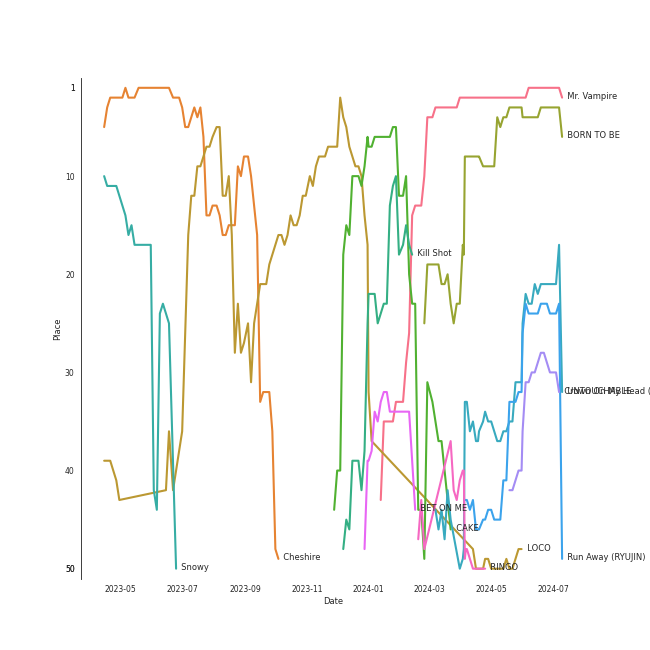 1
Mr. Vampire
BORN TO BE
10
Kill Shot
20
Place
30
UNTOUCHABLE
40
BET ON ME
CAKE
LOCO
Cheshire
Run Away (RYUJIN)
50
Snowy
RINGO
2023-05
2023-07
2023-09
2023-11
2024-01
2024-03
2024-05
2024-07
Date